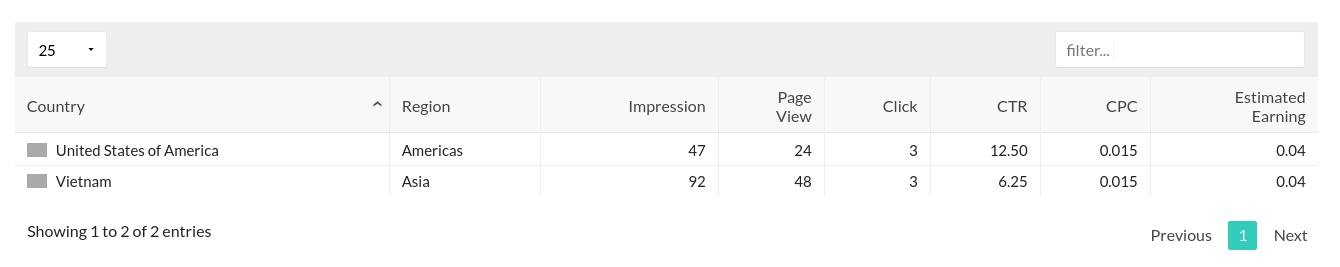 25
filter...
Country Region Impression Page View Click CTR CPC Estimated Earning
United States of America Americas 47 24 3 12.50 0.015 0.04
Vietnam Asia 92 48 3 6.25 0.015 0.04
Showing 1 to 2 of 2 entries
Previous 1 Next